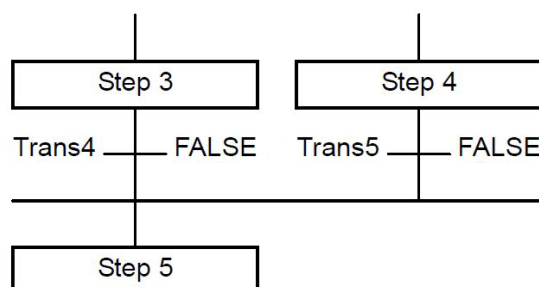 Step 3 Step 4
Trans4 FALSE Trans5 FALSE
Step 5